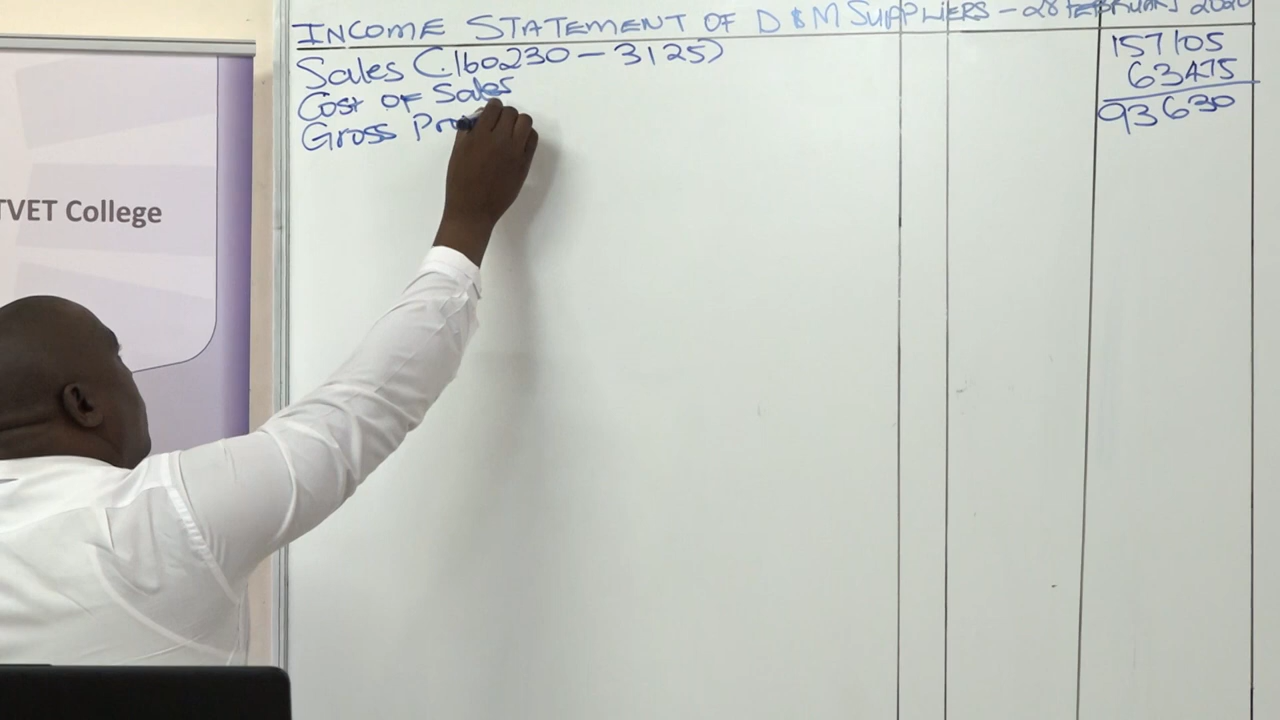 INCOME STATEMENT OF D & M SUPPLIERS - 28 FEBRUARY 2020
Sales (160230 - 3125) 157105
Cost of Sales 63475
Gross Pro 93630
TVET College